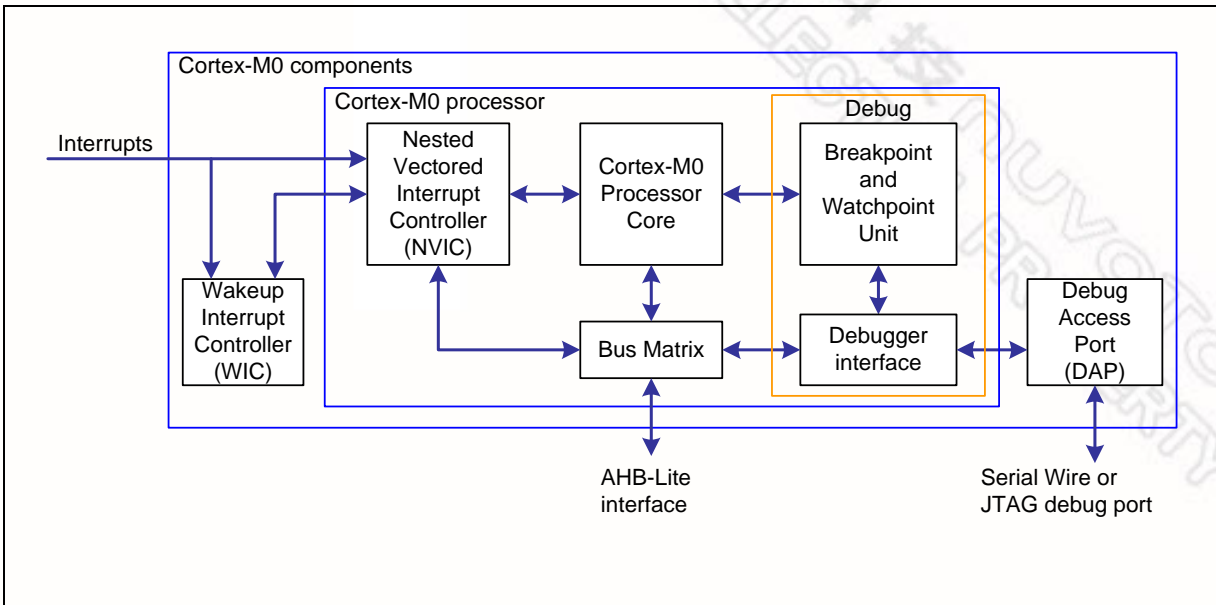 Cortex-M0 components
Cortex-M0 processor
Debug
Interrupts
Nested
Vectored
Interrupt
Controller
(NVIC)
Cortex-M0
Processor
Core
Breakpoint
and
Watchpoint
Unit
Wakeup
Interrupt
Controller
(WIC)
Bus Matrix
Debugger
interface
Debug
Access
Port
(DAP)
AHB-Lite
interface
Serial Wire or
JTAG debug port
技 nuvoTo